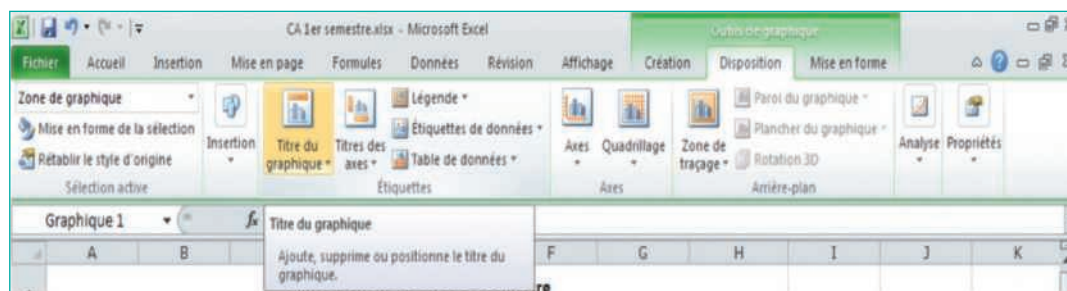 CA 1er semestre.xlsx - Microsoft Excel
Outils de graphique
Fichier Accueil Insertion Mise en page Formules Données Révision Affichage Création Disposition Mise en forme
Zone de graphique
Mise en forme de la sélection
Rétablir le style d'origine
Sélection active
Insertion
Titre du graphique
Titres des axes
Légende
Étiquettes de données
Table de données
Étiquettes
Axes
Quadrillage
Axes
Zone de traçage
Paroi du graphique
Plancher du graphique
Rotation 3D
Arrière-plan
Analyse
Propriétés
Graphique 1
fx
Titre du graphique
Ajoute, supprime ou positionne le titre du
graphique.
A B F G H I J K
re